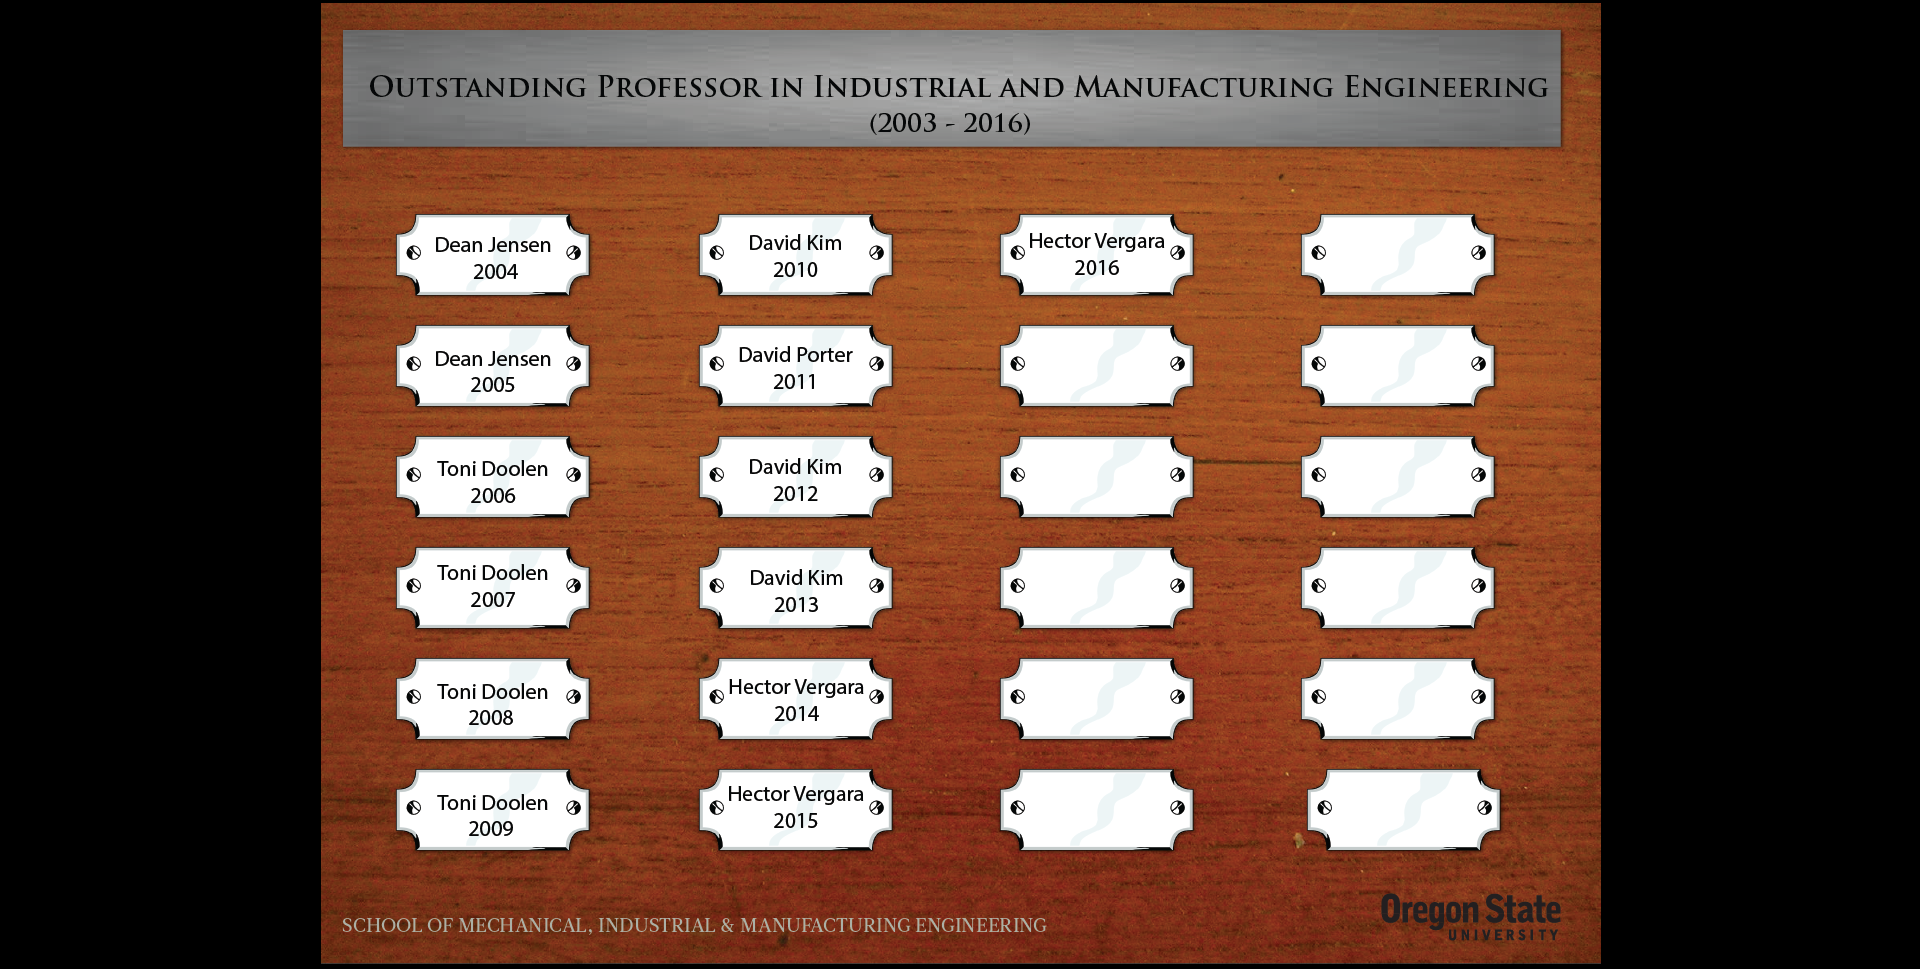 Outstanding Professor in Industrial and Manufacturing Engineering
(2003 - 2016)
Dean Jensen
2004
Dean Jensen
2005
Toni Doolen
2006
Toni Doolen
2007
Toni Doolen
2008
Toni Doolen
2009
David Kim
2010
David Porter
2011
David Kim
2012
David Kim
2013
Hector Vergara
2014
Hector Vergara
2015
Hector Vergara
2016
SCHOOL OF MECHANICAL, INDUSTRIAL & MANUFACTURING ENGINEERING
Oregon State
UNIVERSITY